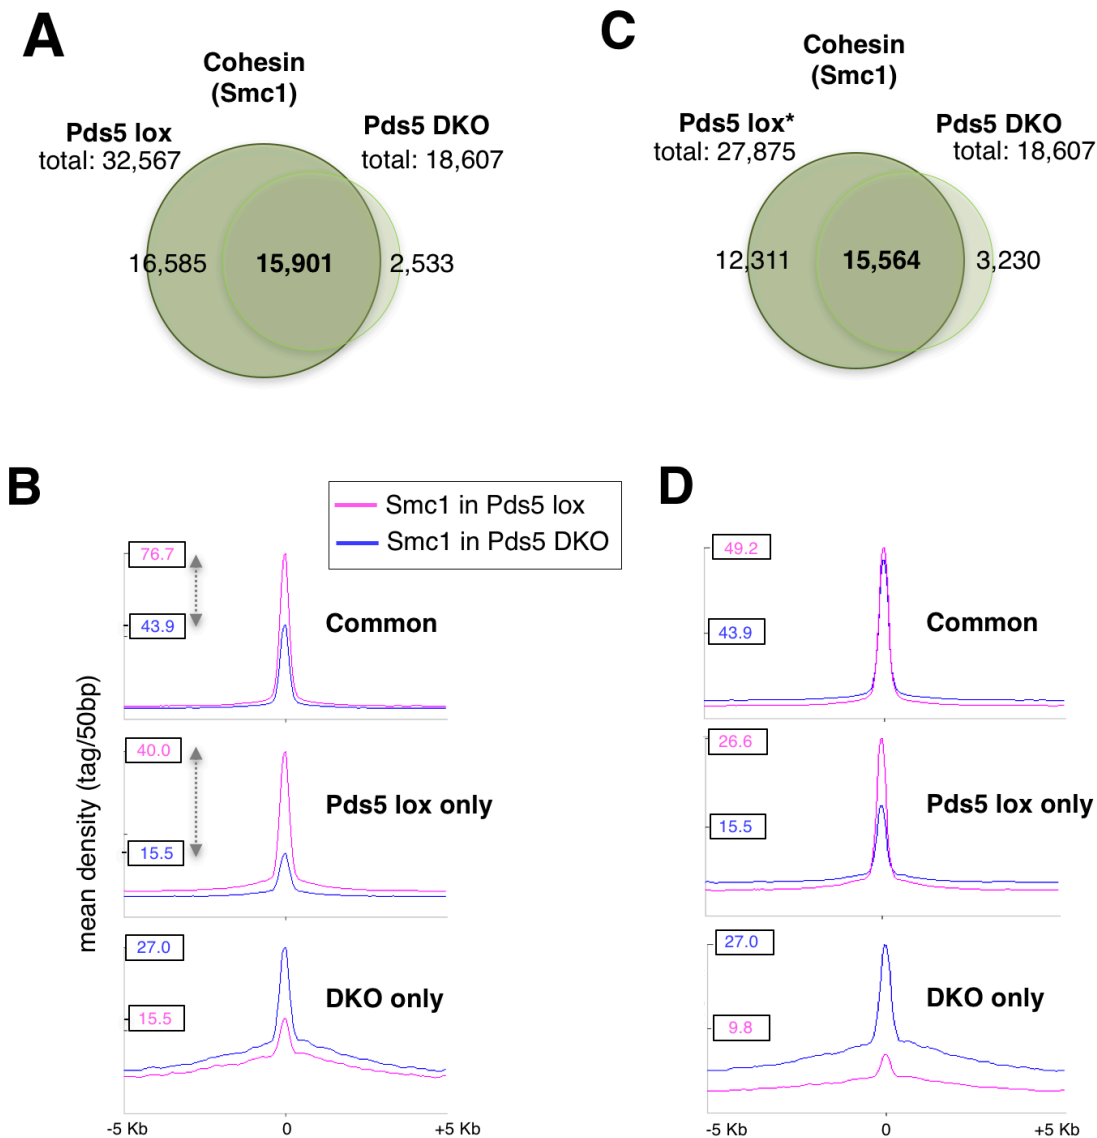 A
Cohesin
(Smc1)
Pds5 lox
total: 32,567
Pds5 DKO
total: 18,607
16,585
15,901
2,533
C
Cohesin
(Smc1)
Pds5 lox*
total: 27,875
Pds5 DKO
total: 18,607
12,311
15,564
3,230
B
Smc1 in Pds5 lox
Smc1 in Pds5 DKO
mean density (tag/50bp)
76.7
43.9
Common
40.0
15.5
Pds5 lox only
27.0
15.5
DKO only
-5 Kb
0
+5 Kb
D
49.2
43.9
Common
26.6
15.5
Pds5 lox only
27.0
9.8
DKO only
-5 Kb
0
+5 Kb